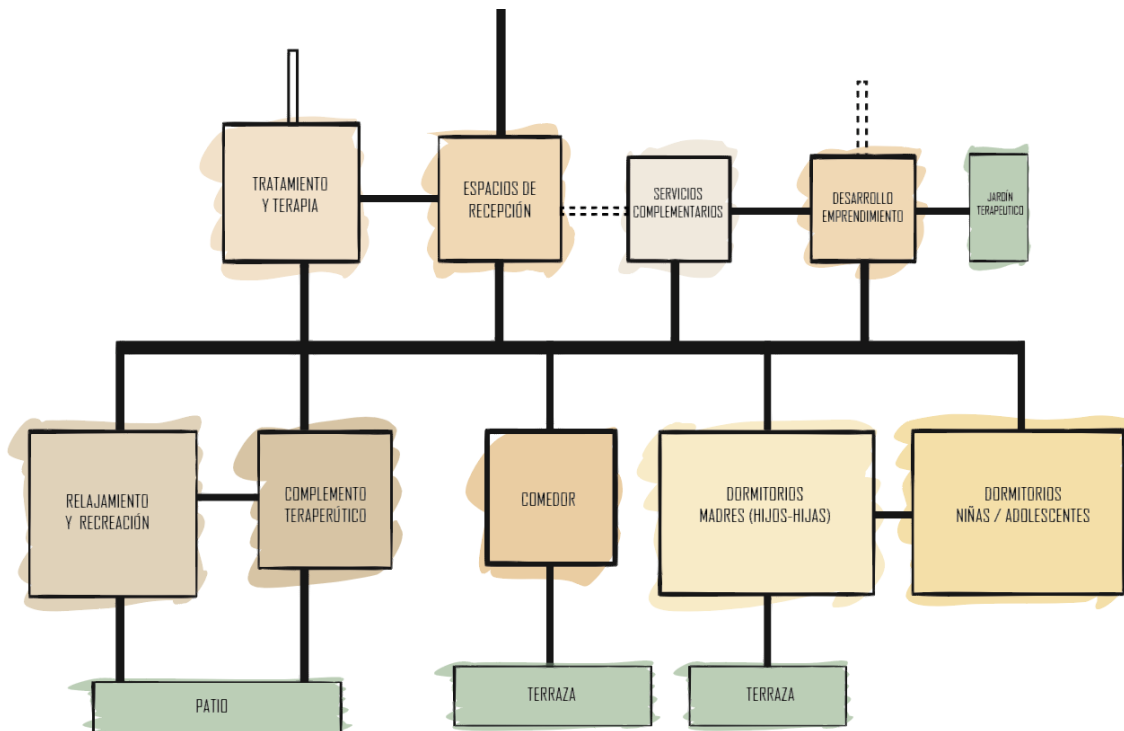 TRATAMIENTO
Y TERAPIA
ESPACIOS DE
RECEPCIÓN
SERVICIOS
COMPLEMENTARIOS
DESARROLLO
EMPRENDIMIENTO
JARDÍN
TERAPEUTICO
RELAJAMIENTO
Y RECREACIÓN
COMPLEMENTO
TERAPERÚTICO
COMEDOR
DORMITORIOS
MADRES (HIJOS-HIJAS)
DORMITORIOS
NIÑAS / ADOLESCENTES
PATIO
TERRAZA
TERRAZA